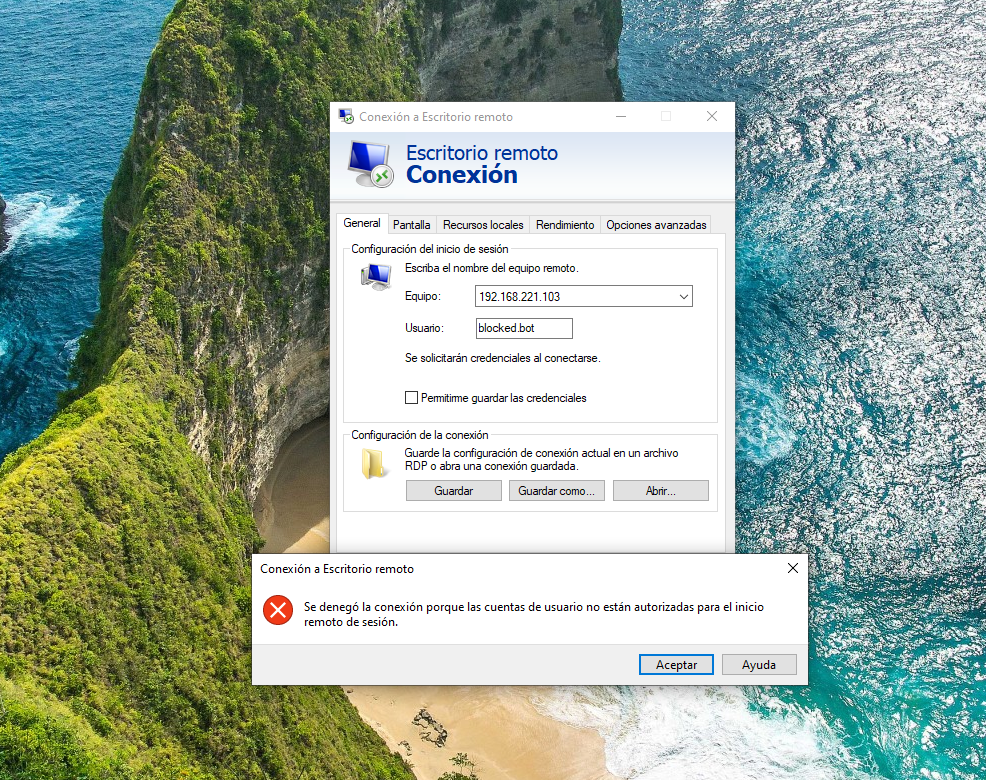 Conexión a Escritorio remoto
Escritorio remoto
Conexión
General Pantalla Recursos locales Rendimiento Opciones avanzadas
Configuración del inicio de sesión
Escriba el nombre del equipo remoto.
Equipo: 192.168.221.103
Usuario: blocked.bot
Se solicitarán credenciales al conectarse.
Permitirme guardar las credenciales
Configuración de la conexión
Guarde la configuración de conexión actual en un archivo
RDP o abra una conexión guardada.
Guardar Guardar como... Abrir...
Conexión a Escritorio remoto
Se denegó la conexión porque las cuentas de usuario no están autorizadas para el inicio
remoto de sesión.
Aceptar Ayuda